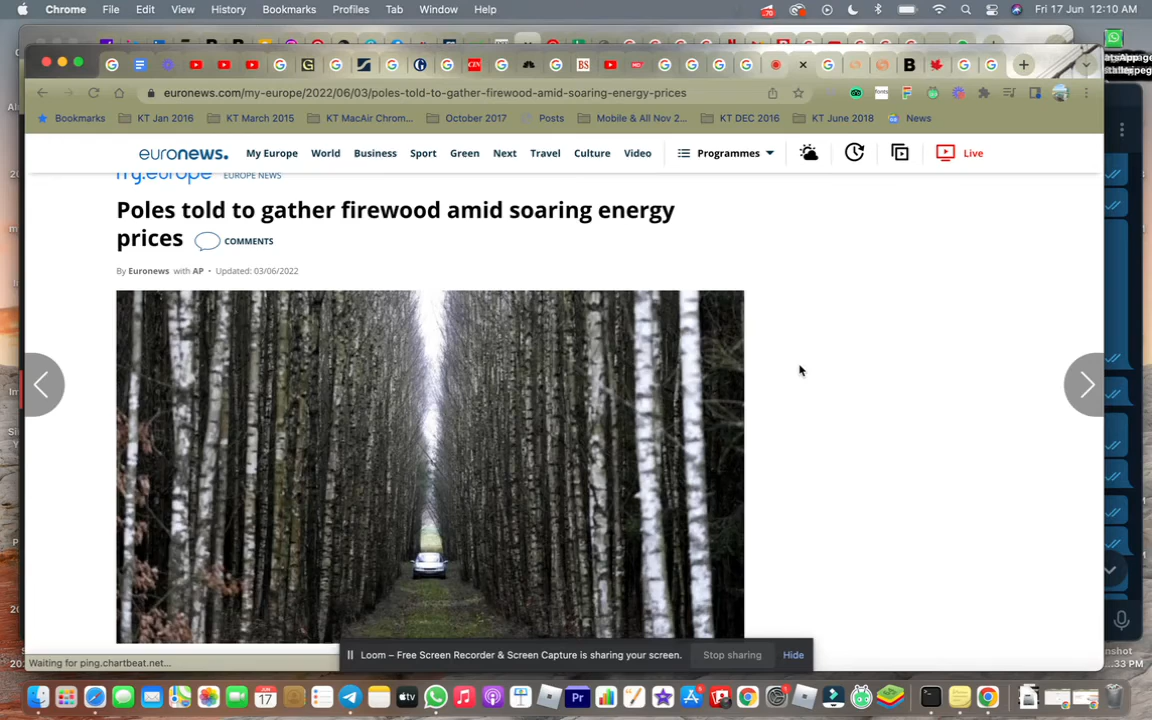 Chrome File Edit View History Bookmarks Profiles Tab Window Help Fri 17 Jun 12:10 AM
euronews.com/my-europe/2022/06/03/poles-told-to-gather-firewood-amid-soaring-energy-prices
Bookmarks KT Jan 2016 KT March 2015 KT MacAir Chrom... October 2017 Posts Mobile & All Nov 2... KT DEC 2016 KT June 2018 News
euronews. My Europe World Business Sport Green Next Travel Culture Video Programmes Live
my.europe EUROPE NEWS
Poles told to gather firewood amid soaring energy
prices COMMENTS
By Euronews with AP • Updated: 03/06/2022
Loom – Free Screen Recorder & Screen Capture is sharing your screen. Stop sharing Hide
Waiting for ping.chartbeat.net...